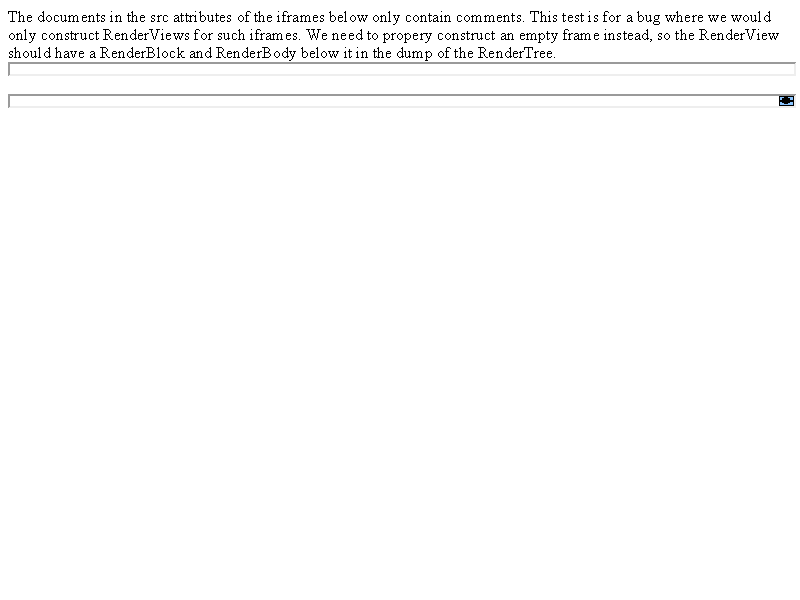 The documents in the src attributes of the iframes below only contain comments. This test is for a bug where we would
only construct RenderViews for such iframes. We need to propery construct an empty frame instead, so the RenderView
should have a RenderBlock and RenderBody below it in the dump of the RenderTree.